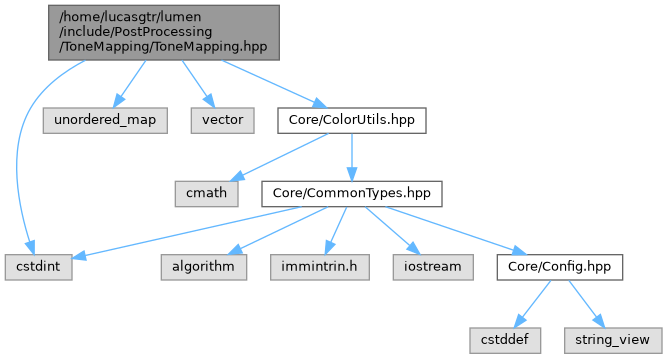 /home/lucasgtr/lumen
/include/PostProcessing
/ToneMapping/ToneMapping.hpp
unordered_map
vector
Core/ColorUtils.hpp
cmath
Core/CommonTypes.hpp
cstdint
algorithm
immintrin.h
iostream
Core/Config.hpp
cstddef
string_view